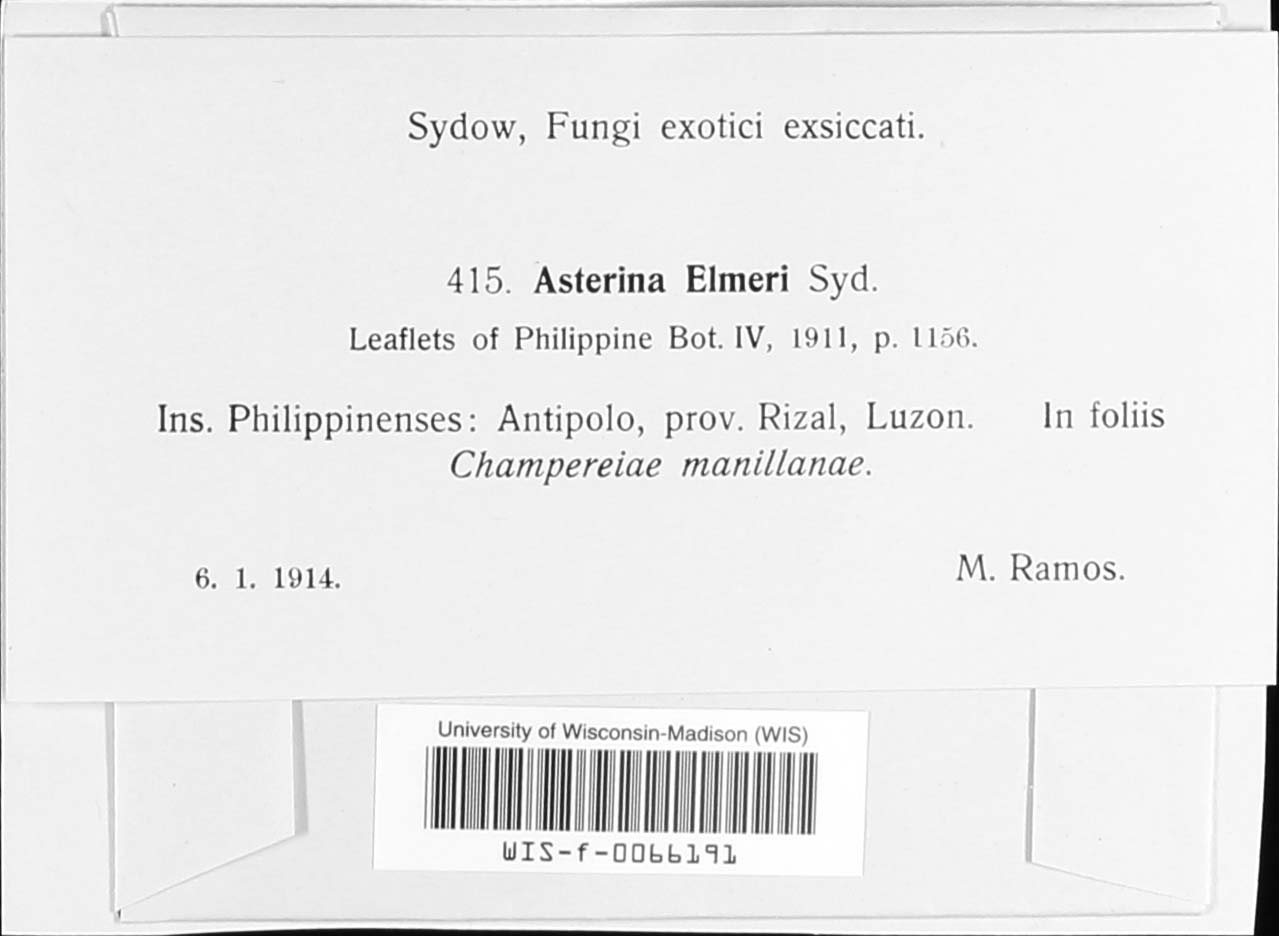 Sydow, Fungi exotici exsiccati.
415. Asterina Elmeri Syd.
Leaflets of Philippine Bot. IV, 1911, p. 1156.
Ins. Philippinenses: Antipolo, prov. Rizal, Luzon. In foliis
Champereiae manillanae.
6. 1. 1914.
M. Ramos.
University of Wisconsin-Madison (WIS)
WIS-f-0066191